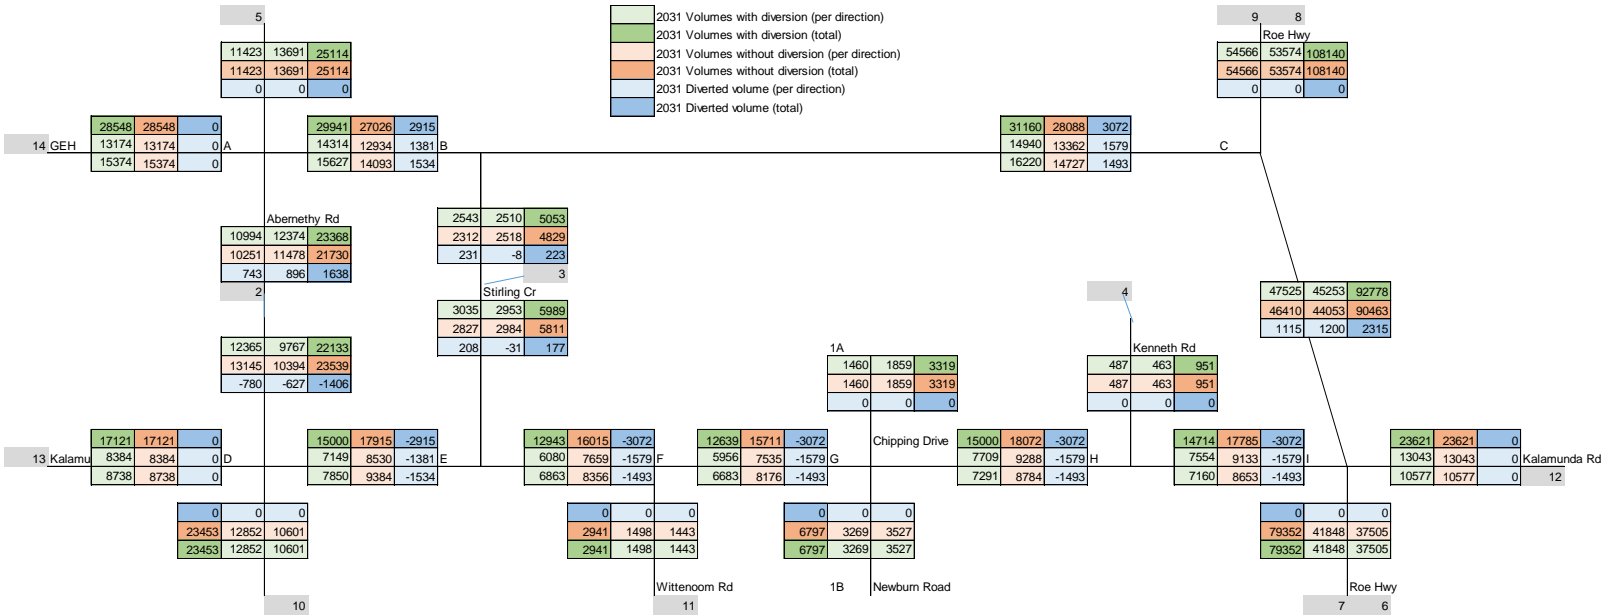 5
2031 Volumes with diversion (per direction)
2031 Volumes with diversion (total)
2031 Volumes without diversion (per direction)
2031 Volumes without diversion (total)
2031 Diverted volume (per direction)
2031 Diverted volume (total)
9 8
Roe Hwy
11423 13691 25114
11423 13691 25114
0 0 0
54566 53574 108140
54566 53574 108140
0 0 0
14 GEH
28548 28548 0
13174 13174 0 A
15374 15374 0
29941 27026 2915
14314 12934 1381 B
15627 14093 1534
31160 28088 3072
14940 13362 1579
16220 14727 1493
C
Abernethy Rd
10994 12374 23368
10251 11478 21730
743 896 1638
2
2543 2510 5053
2312 2518 4829
231 -8 223
3
Stirling Cr
3035 2953 5989
2827 2984 5811
208 -31 177
4
47525 45253 92778
46410 44053 90463
1115 1200 2315
12365 9767 22133
13145 10394 23539
-780 -627 -1406
1A
1460 1859 3319
1460 1859 3319
0 0 0
Kenneth Rd
487 463 951
487 463 951
0 0 0
13 Kalamu
17121 17121 0
8384 8384 0 D
8738 8738 0
15000 17915 -2915
7149 8530 -1381 E
7850 9384 -1534
12943 16015 -3072
6080 7659 -1579 F
6863 8356 -1493
12639 15711 -3072
5956 7535 -1579 G
6683 8176 -1493
Chipping Drive
15000 18072 -3072
7709 9288 -1579 H
7291 8784 -1493
14714 17785 -3072
7554 9133 -1579 I
7160 8653 -1493
23621 23621 0
13043 13043 0 Kalamunda Rd
10577 10577 0
12
0 0 0
23453 12852 10601
23453 12852 10601
10
0 0 0
2941 1498 1443
2941 1498 1443
Wittenoom Rd
11
0 0 0
6797 3269 3527
6797 3269 3527
1B Newburn Road
0 0 0
79352 41848 37505
79352 41848 37505
Roe Hwy
7 6